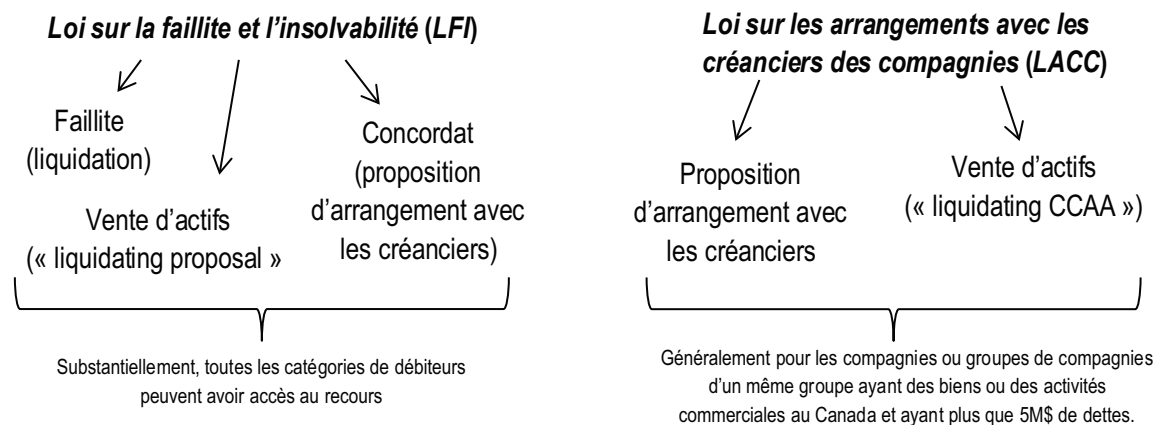 Loi sur la faillite et l'insolvabilité (LFI)
Faillite
(liquidation)
Vente d'actifs
(« liquidating proposal »
Concordat
(proposition
d'arrangement avec
les créanciers)
Substantiellement, toutes les catégories de débiteurs
peuvent avoir accès au recours
Loi sur les arrangements avec les
créanciers des compagnies (LACC)
Proposition
d'arrangement avec
les créanciers
Vente d'actifs
(« liquidating CCAA »)
Généralement pour les compagnies ou groupes de compagnies
d'un même groupe ayant des biens ou des activités
commerciales au Canada et ayant plus que 5M$ de dettes.